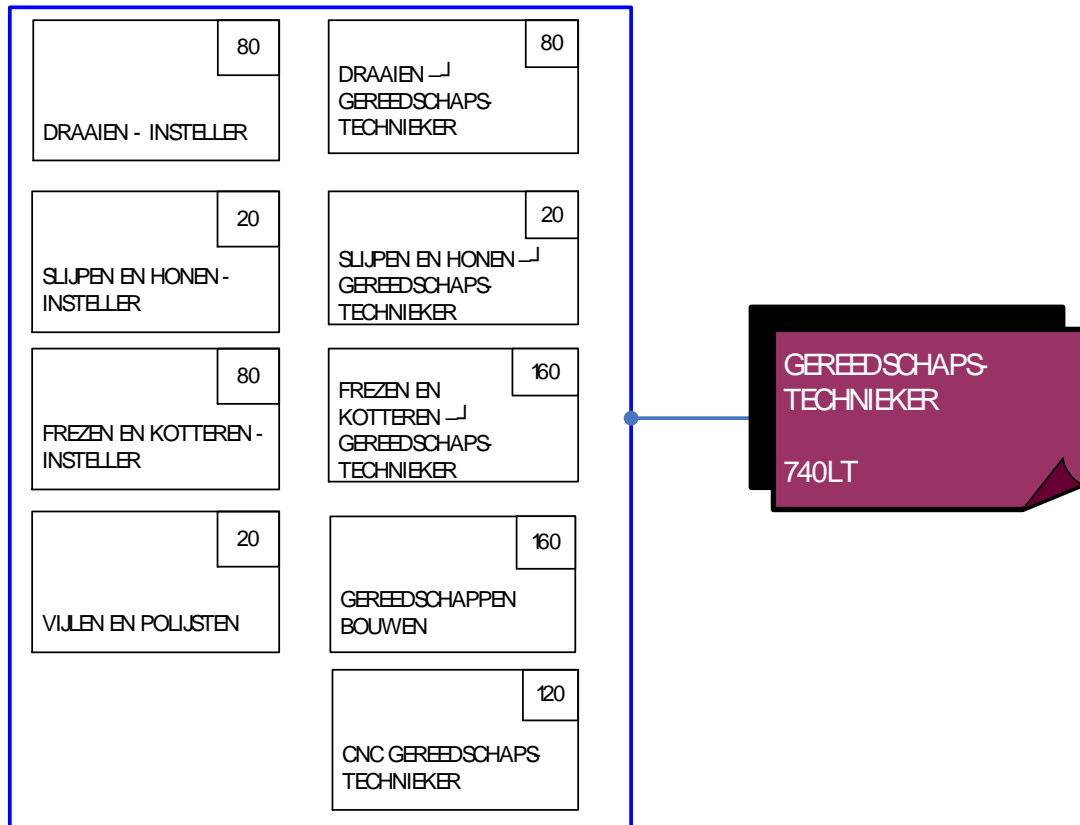 80
DRAAIEN - INSTELLER
80
DRAAIEN –┘
GEREEDSCHAPS-
TECHNIEKER
20
SLIJPEN EN HONEN -
INSTELLER
20
SLIJPEN EN HONEN –┘
GEREEDSCHAPS-
TECHNIEKER
80
FREZEN EN KOTTEREN -
INSTELLER
160
FREZEN EN
KOTTEREN –┘
GEREEDSCHAPS-
TECHNIEKER
20
VIJLEN EN POLIJSTEN
160
GEREEDSCHAPPEN
BOUWEN
120
CNC GEREEDSCHAPS-
TECHNIEKER
GEREEDSCHAPS-
TECHNIEKER
740LT